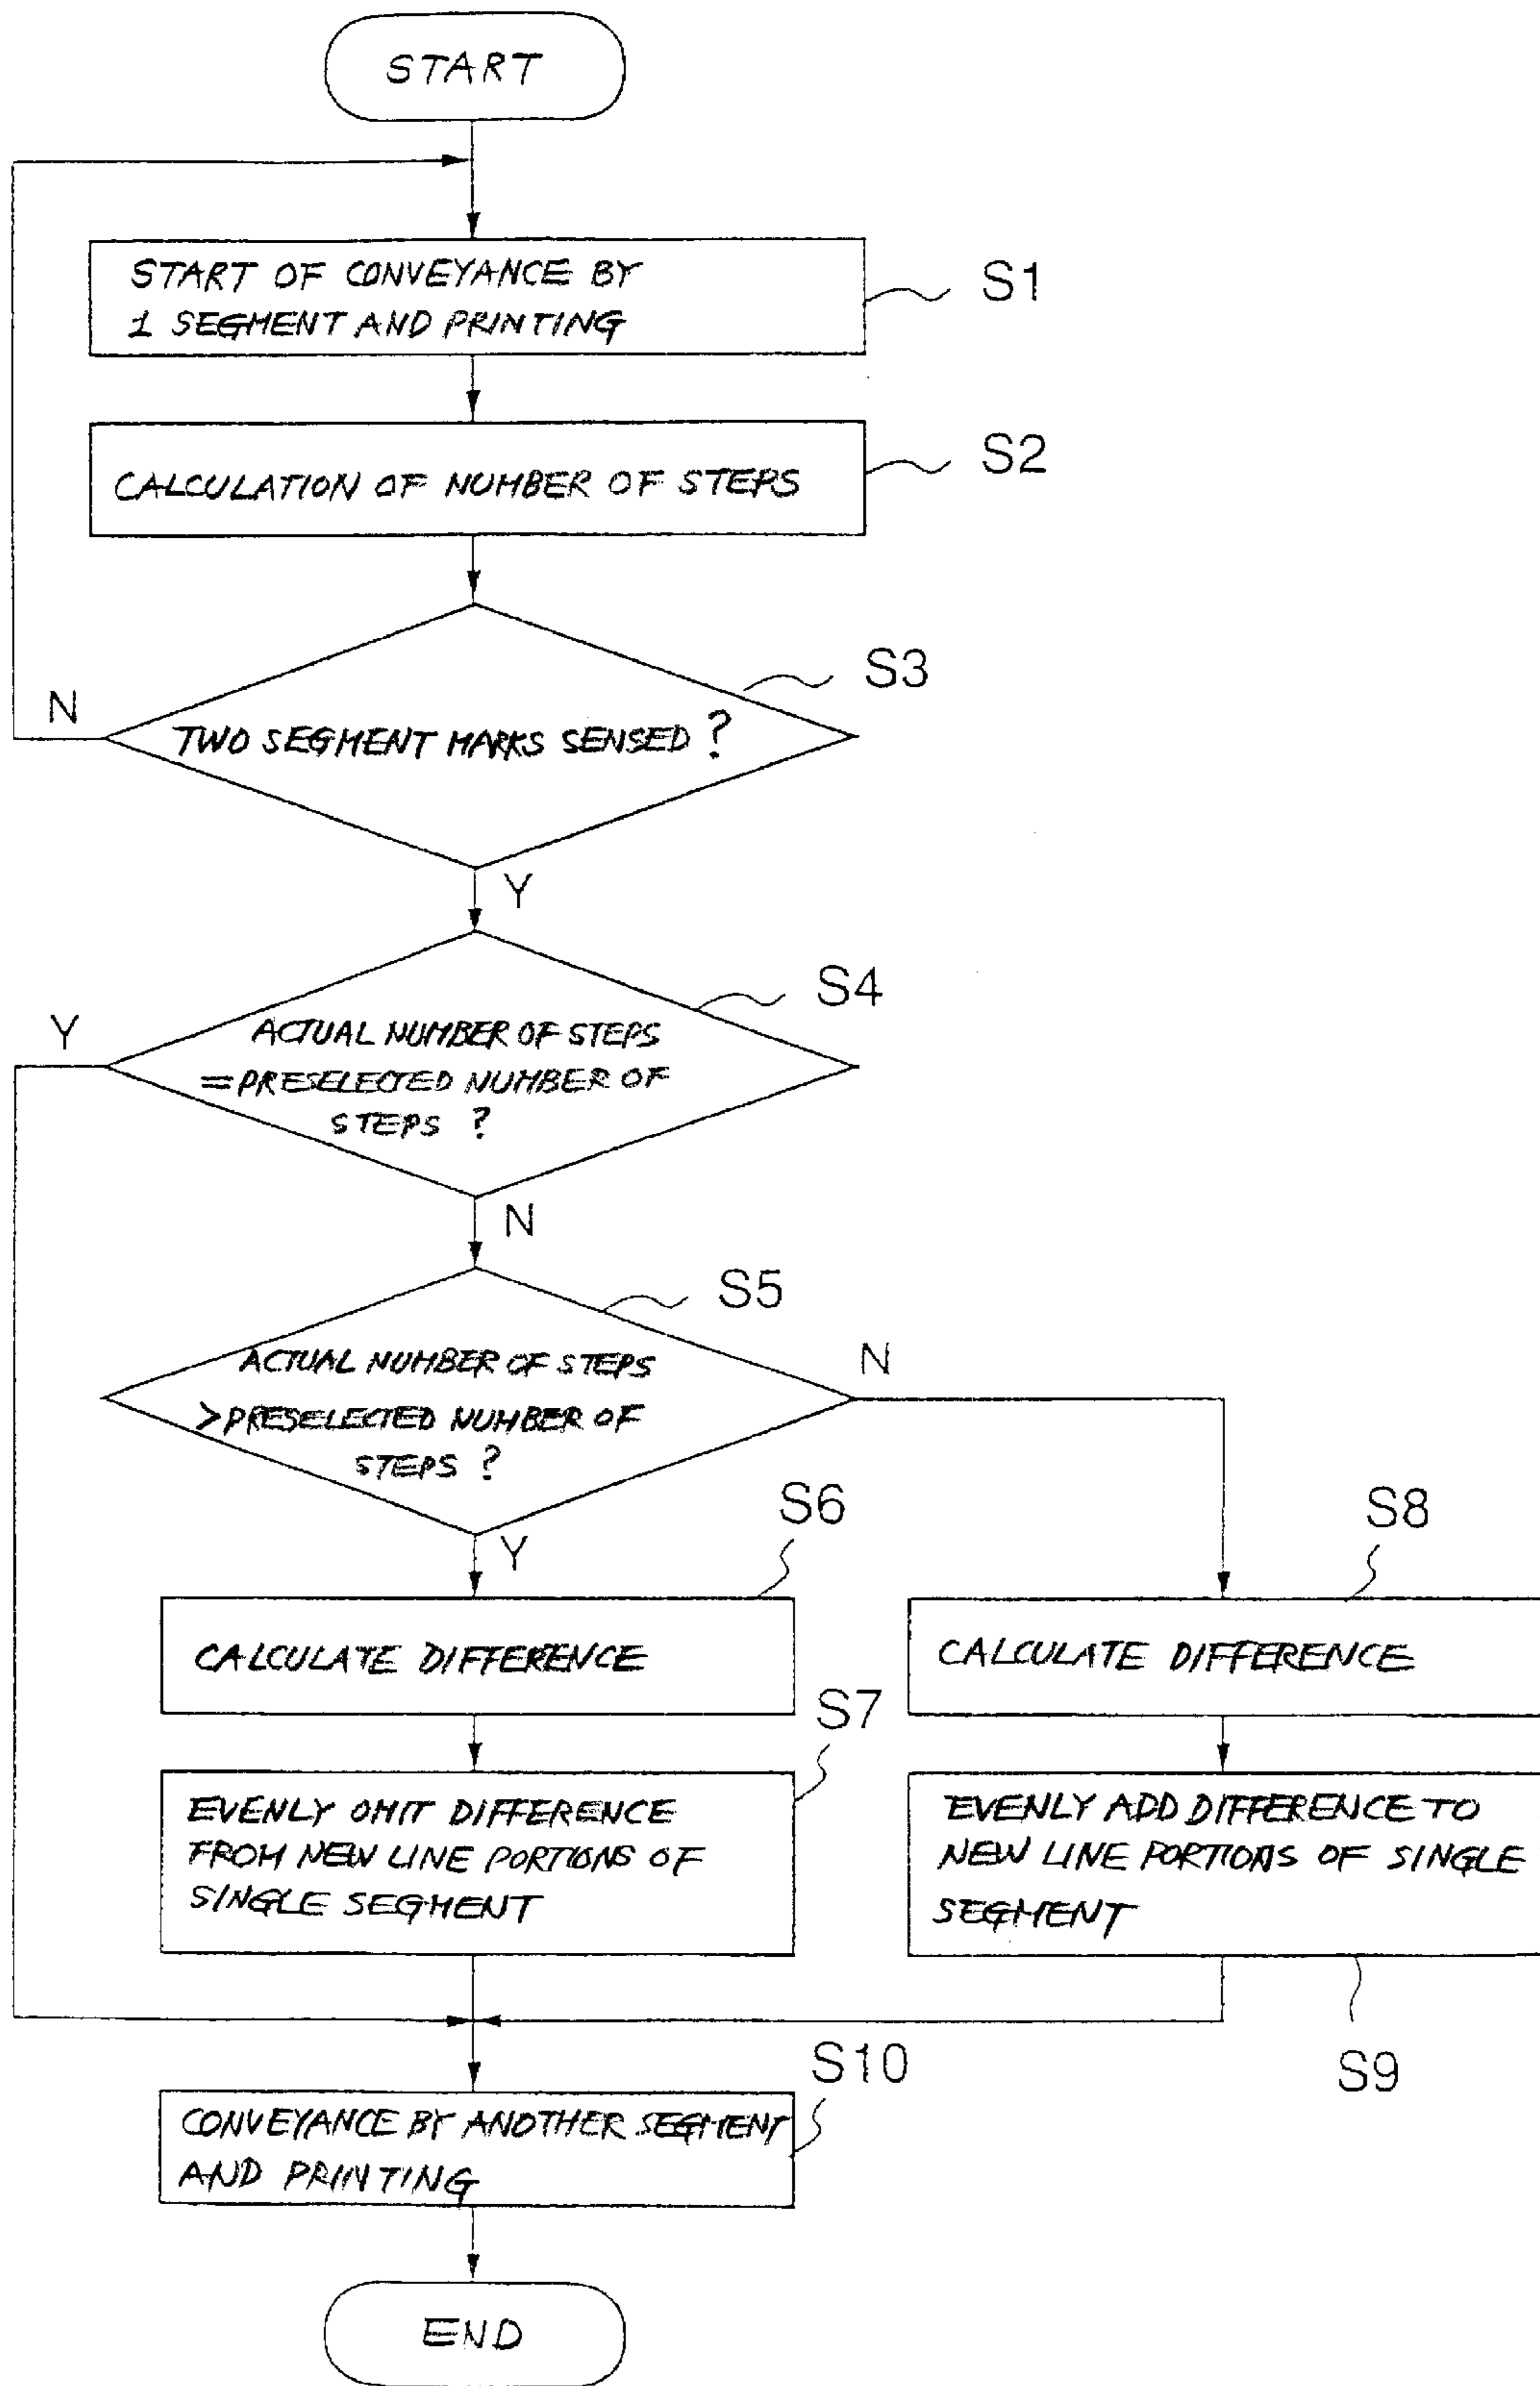 START
START OF CONVEYANCE BY
1 SEGMENT AND PRINTING
S1
CALCULATION OF NUMBER OF STEPS
S2
S3
N
TWO SEGMENT MARKS SENSED ?
Y
S4
Y
ACTUAL NUMBER OF STEPS
=PRESELECTED NUMBER OF
STEPS ?
N
S5
ACTUAL NUMBER OF STEPS
>PRESELECTED NUMBER OF
STEPS ?
N
Y
S6
S8
CALCULATE DIFFERENCE
CALCULATE DIFFERENCE
S7
EVENLY OMIT DIFFERENCE
FROM NEW LINE PORTIONS OF
SINGLE SEGMENT
EVENLY ADD DIFFERENCE TO
NEW LINE PORTIONS OF SINGLE
SEGMENT
S9
S10
CONVEYANCE BY ANOTHER SEGMENT
AND PRINTING
END